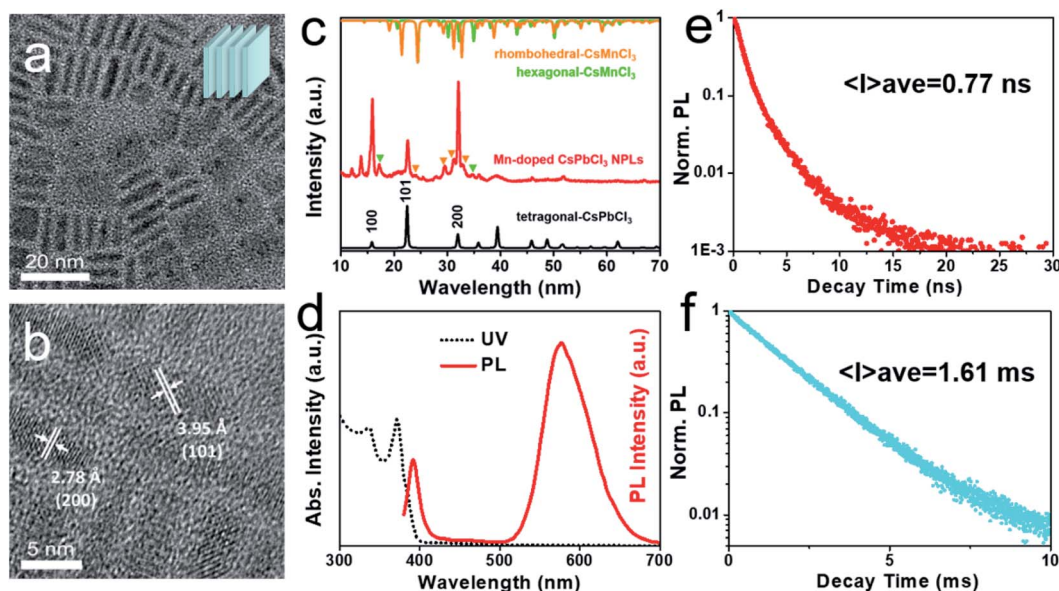 a
20 nm
b
3.95 Å
(101)
2.78 Å
(200)
5 nm
c
Intensity (a.u.)
rhombohedral-CsMnCl₃
hexagonal-CsMnCl₃
Mn-doped CsPbCl₃ NPLs
100
101
200
tetragonal-CsPbCl₃
10 20 30 40 50 60 70
Wavelength (nm)
d
Abs. Intensity (a.u.)
UV
PL
PL Intensity (a.u.)
300 400 500 600 700
Wavelength (nm)
e
Norm. PL
1
0.1
0.01
1E-3
<I>ave=0.77 ns
0 5 10 15 20 25 30
Decay Time (ns)
f
Norm. PL
1
0.1
0.01
<I>ave=1.61 ms
0 5 10
Decay Time (ms)